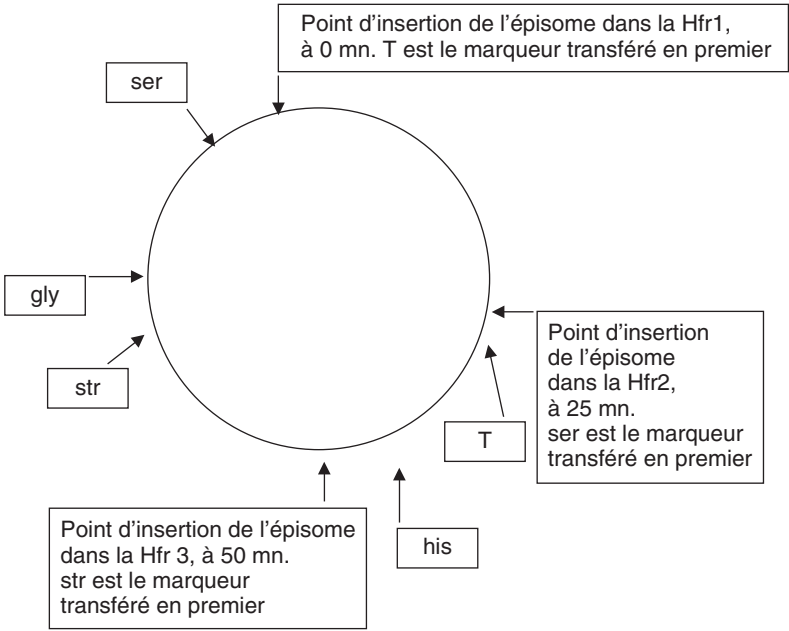 Point d’insertion de l’épisome dans la Hfr1,
à 0 mn. T est le marqueur transféré en premier
ser
gly
str
Point d’insertion
de l’épisome
dans la Hfr2,
à 25 mn.
ser est le marqueur
transféré en premier
T
Point d’insertion de l’épisome
dans la Hfr 3, à 50 mn.
str est le marqueur
transféré en premier
his